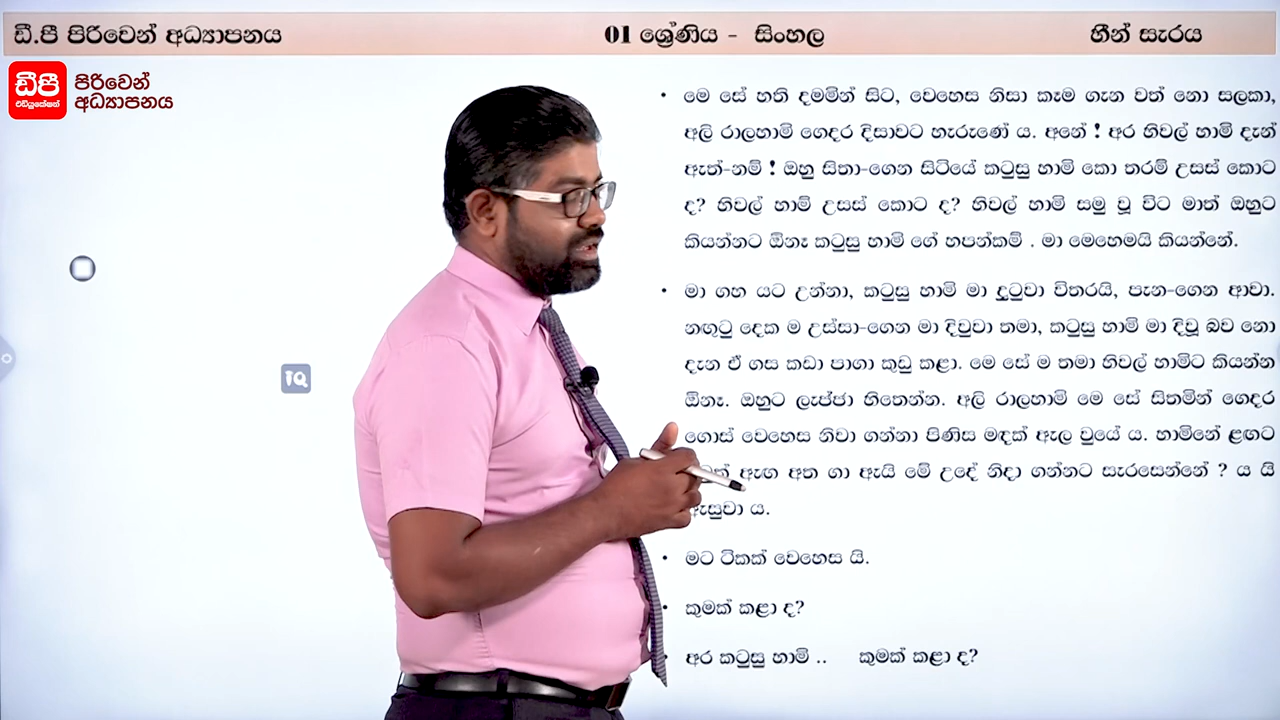 ඩී.පී පිරිවෙන් අධ්‍යාපනය
01 ශ්‍රේණිය - සිංහල
හීන් සැරය
ඩීපී
එඩියුකේෂන්
පිරිවෙන්
අධ්‍යාපනය
• මෙ සේ හති දමමින් සිට, වෙහෙස නිසා කෑම ගැන වත් නො සලකා,
අලි රාලහාමි ගෙදර දිසාවට හැරුණේ ය. අනේ ! අර හිවල් හාමි දැන්
ඇත්-නම් ! ඔහු සිතා-ගෙන සිටියේ කටුසු හාමි කො තරම් උසස් කොට
ද? හිවල් හාමි උසස් කොට ද? හිවල් හාමි සමු වූ විට මාත් ඔහුට
කියන්නට ඕනෑ කටුසු හාමි ගේ හපන්කම් . මා මෙහෙමයි කියන්නේ.
• මා ගහ යට උන්නා, කටුසු හාමි මා දුටුවා විතරයි, පැන-ගෙන ආවා.
නඟුටු දෙක ම උස්සා-ගෙන මා දිවුවා තමා, කටුසු හාමි මා දිවූ බව නො
දැන ඒ ගස කඩා පාගා කුඩු කළා. මෙ සේ ම තමා හිවල් හාමිට කියන්න
ඕනෑ. ඔහුට ලැජ්ජා හිතෙන්න. අලි රාලහාමි මෙ සේ සිතමින් ගෙදර
ගොස් වෙහෙස නිවා ගන්නා පිණිස මඳක් ඇල වුයේ ය. හාමිනේ ළඟට
ඇඟ අත ගා ඇයි මේ උදේ නිදා ගන්නට සැරසෙන්නේ ? ය යි
ඇසුවා ය.
• මට ටිකක් වෙහෙස යි.
• කුමක් කළා ද?
අර කටුසු හාමි .. කුමක් කළා ද?